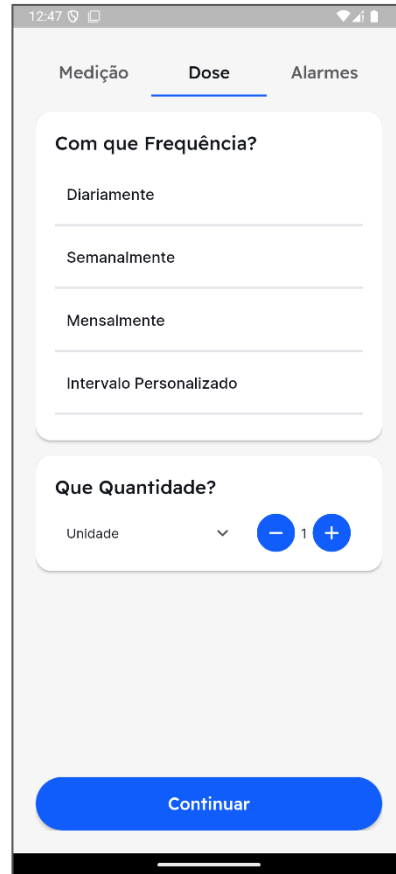 12:47
Medição Dose Alarmes
Com que Frequência?
Diariamente
Semanalmente
Mensalmente
Intervalo Personalizado
Que Quantidade?
Unidade 1
Continuar